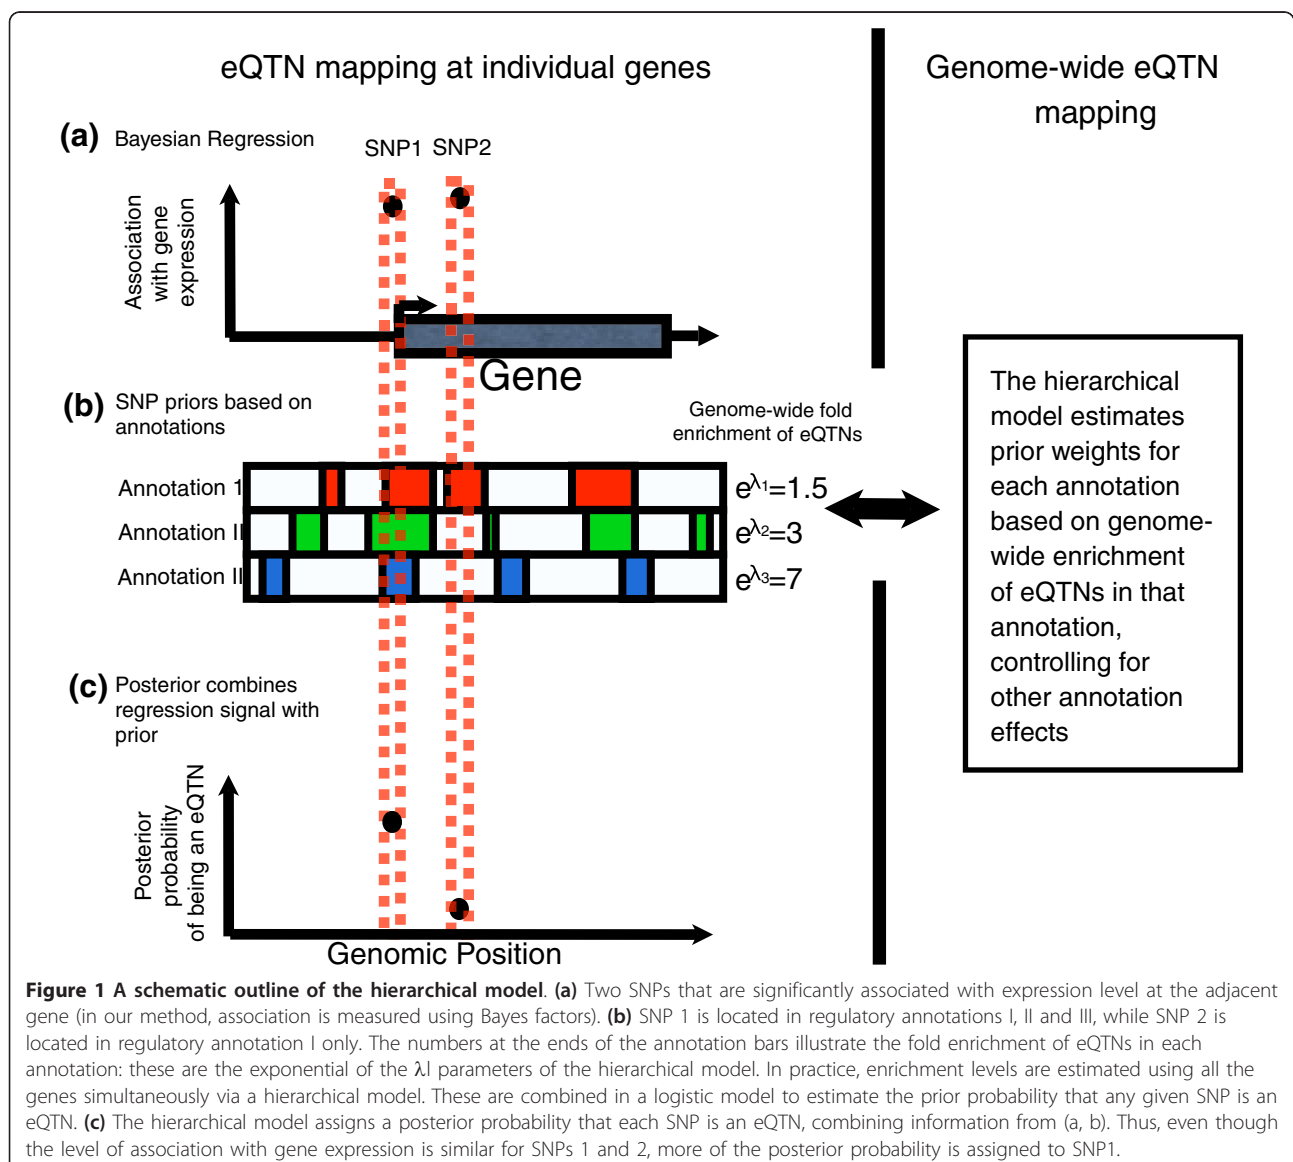 eQTN mapping at individual genes
Genome-wide eQTN
mapping
(a) Bayesian Regression
SNP1 SNP2
Association
with gene
expression
Gene
(b) SNP priors based on
annotations
Genome-wide fold
enrichment of eQTNs
Annotation 1
Annotation II
Annotation II
e^λ₁=1.5
e^λ₂=3
e^λ₃=7
The hierarchical
model estimates
prior weights for
each annotation
based on genome-
wide enrichment
of eQTNs in that
annotation,
controlling for
other annotation
effects
(c) Posterior combines
regression signal with
prior
Posterior
probability
of being an eQTN
Genomic Position
Figure 1 A schematic outline of the hierarchical model. (a) Two SNPs that are significantly associated with expression level at the adjacent
gene (in our method, association is measured using Bayes factors). (b) SNP 1 is located in regulatory annotations I, II and III, while SNP 2 is
located in regulatory annotation I only. The numbers at the ends of the annotation bars illustrate the fold enrichment of eQTNs in each
annotation: these are the exponential of the λl parameters of the hierarchical model. In practice, enrichment levels are estimated using all the
genes simultaneously via a hierarchical model. These are combined in a logistic model to estimate the prior probability that any given SNP is an
eQTN. (c) The hierarchical model assigns a posterior probability that each SNP is an eQTN, combining information from (a, b). Thus, even though
the level of association with gene expression is similar for SNPs 1 and 2, more of the posterior probability is assigned to SNP1.